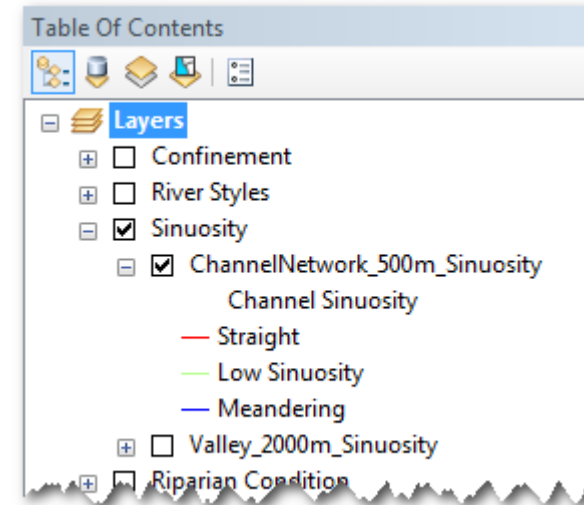 Table Of Contents
Layers
Confinement
River Styles
Sinuosity
ChannelNetwork_500m_Sinuosity
Channel Sinuosity
Straight
Low Sinuosity
Meandering
Valley_2000m_Sinuosity
Riparian Condition